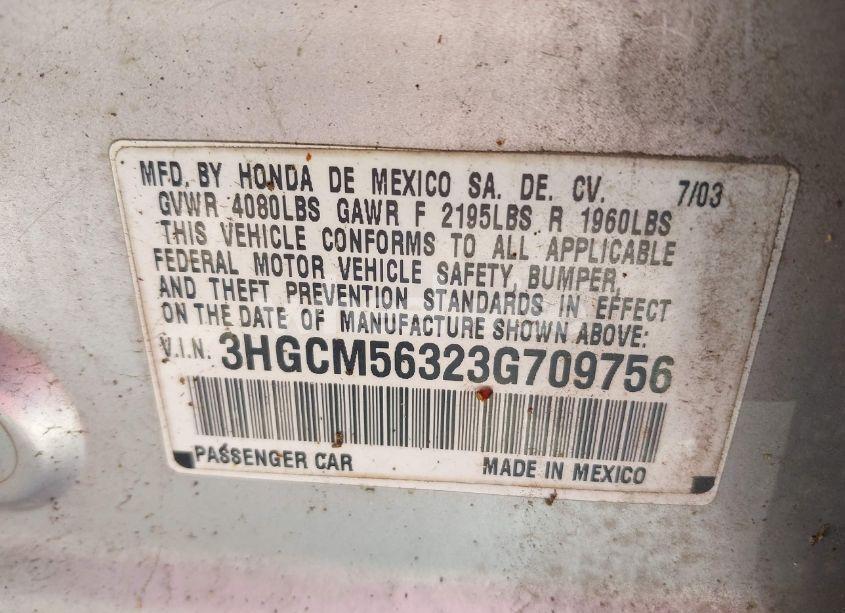 MFD. BY HONDA DE MEXICO SA. DE. CV. 7/03
GVWR 4080LBS GAWR F 2195LBS R 1960LBS
THIS VEHICLE CONFORMS TO ALL APPLICABLE
FEDERAL MOTOR VEHICLE SAFETY, BUMPER,
AND THEFT PREVENTION STANDARDS IN EFFECT
ON THE DATE OF MANUFACTURE SHOWN ABOVE:
V.I.N. 3HGCM56323G709756
PASSENGER CAR MADE IN MEXICO